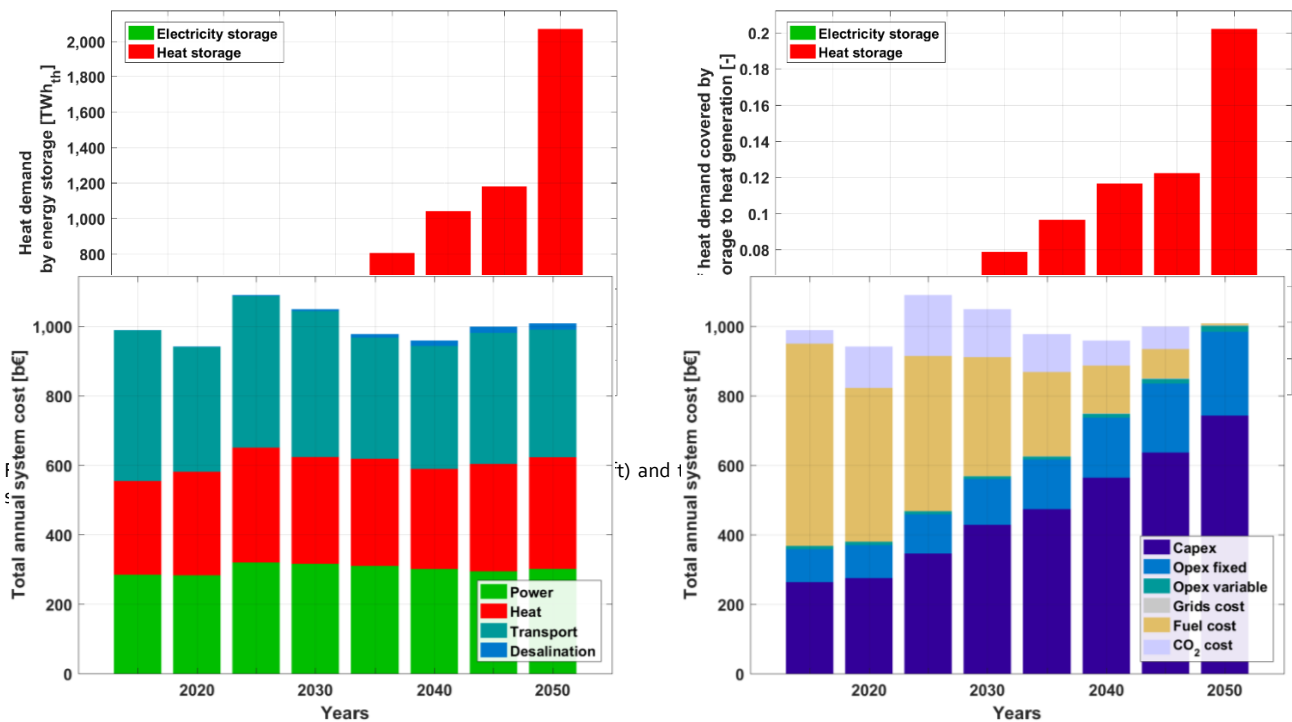 Electricity storage
Heat storage
2,000
1,800
1,600
1,400
1,200
1,000
800
Heat demand
by energy storage [TWh_th]
Electricity storage
Heat storage
0.2
0.18
0.16
0.14
0.12
0.1
0.08
heat demand covered by
orage to heat generation [-]
1,000
800
600
400
200
0
Total annual system cost [b€]
Power
Heat
Transport
Desalination
2020
2030
2040
2050
Years
ft) and t
1,000
800
600
400
200
0
Total annual system cost [b€]
Capex
Opex fixed
Opex variable
Grids cost
Fuel cost
CO₂ cost
2020
2030
2040
2050
Years